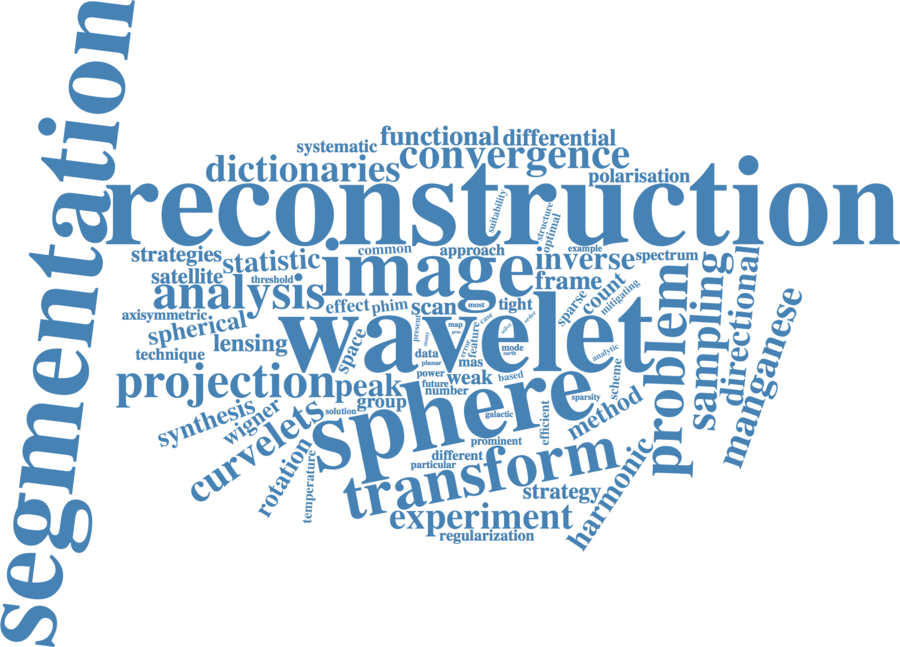 segmentation
functional
differential
systematic
convergence
dictionaries
polarisation
reconstruction
suitability
structure
optimal
strategies
statistic
common
approach
example
inverse
spectrum
satellite
threshold
image
frame
analysis
effect
phim
scan
most
tight
sparse
count
mitigating
axisymmetric
spherical
lensing
technique
space
wavelet
present
map
case
feature
error
data
planar
mas
mode
earth
analytic
scheme
problem
sampling
directional
manganese
projection
peak
power
future
weak
based
number
group
sphere
sparsity
synthesis
wigner
solution
galactic
efficient
method
curvelets
rotation
temperature
prominent
different
particular
transform
strategy
harmonic
experiment
regularization